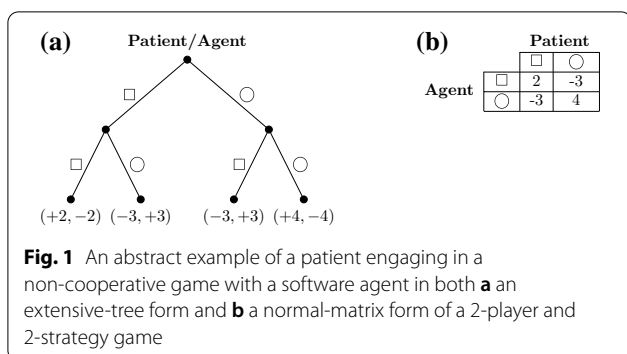 (a) Patient/Agent
□ ○
□ ○ □ ○
(+2, −2) (−3, +3) (−3, +3) (+4, −4)
(b) Patient
□ ○
Agent □ 2 -3
○ -3 4
Fig. 1 An abstract example of a patient engaging in a
non-cooperative game with a software agent in both a an
extensive-tree form and b a normal-matrix form of a 2-player and
2-strategy game